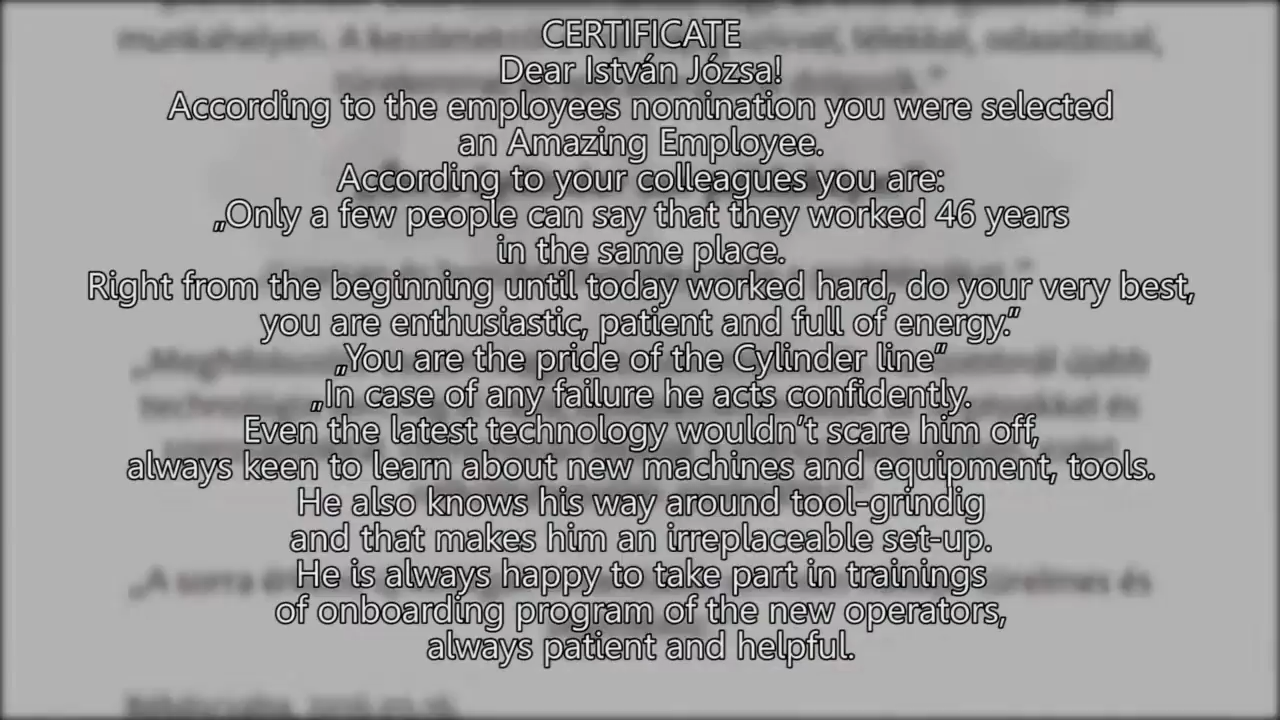 CERTIFICATE
Dear István Józsa!
According to the employees nomination you were selected
an Amazing Employee.
According to your colleagues you are:
„Only a few people can say that they worked 46 years
in the same place.
Right from the beginning until today worked hard, do your very best,
you are enthusiastic, patient and full of energy.”
„You are the pride of the Cylinder line”
„In case of any failure he acts confidently.
Even the latest technology wouldn’t scare him off,
always keen to learn about new machines and equipment, tools.
He also knows his way around tool-grindig
and that makes him an irreplaceable set-up.
He is always happy to take part in trainings
of onboarding program of the new operators,
always patient and helpful.